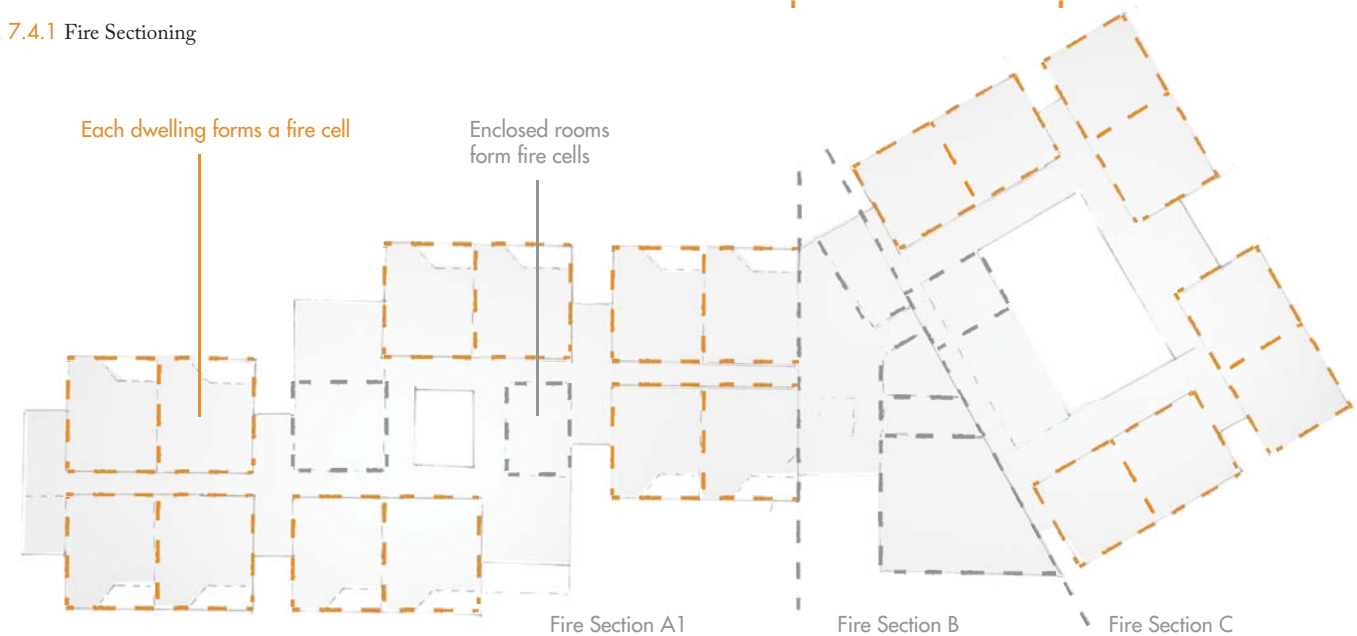 7.4.1 Fire Sectioning
Each dwelling forms a fire cell
Enclosed rooms
form fire cells
Fire Section A1
Fire Section B
Fire Section C